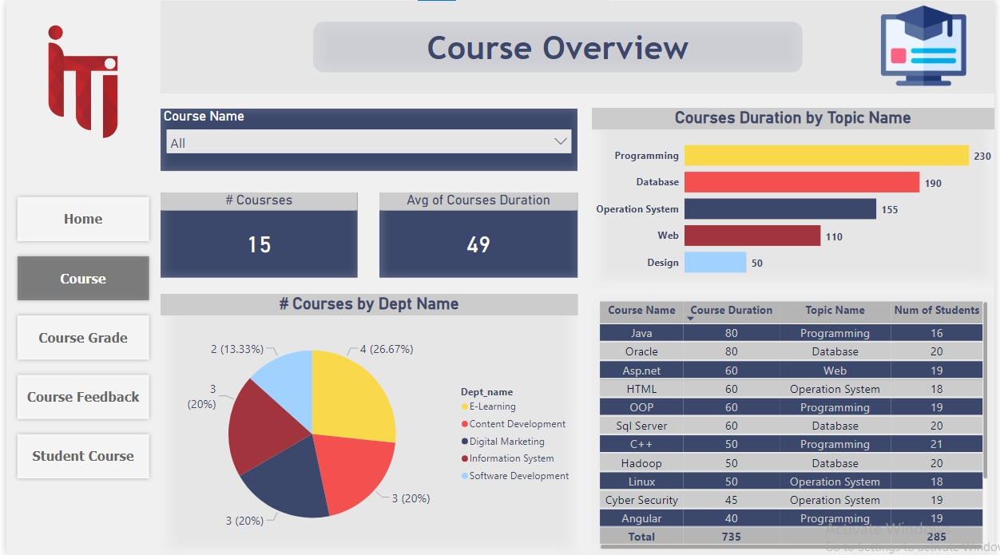 iTi
Course Overview
Course Name
All
# Cousrses
15
Avg of Courses Duration
49
Home
Course
Course Grade
Course Feedback
Student Course
# Courses by Dept Name
4 (26.67%)
3 (20%)
3 (20%)
3
(20%)
2 (13.33%)
Dept_name
E-Learning
Content Development
Digital Marketing
Information System
Software Development
Courses Duration by Topic Name
Programming 230
Database 190
Operation System 155
Web 110
Design 50
Course Name Course Duration Topic Name Num of Students
Java 80 Programming 16
Oracle 80 Database 20
Asp.net 60 Web 19
HTML 60 Operation System 18
OOP 60 Programming 19
Sql Server 60 Database 20
C++ 50 Programming 21
Hadoop 50 Database 20
Linux 50 Operation System 18
Cyber Security 45 Operation System 19
Angular 40 Programming 19
Total 735 285
Activate Windows
Go to Settings to activate Windo